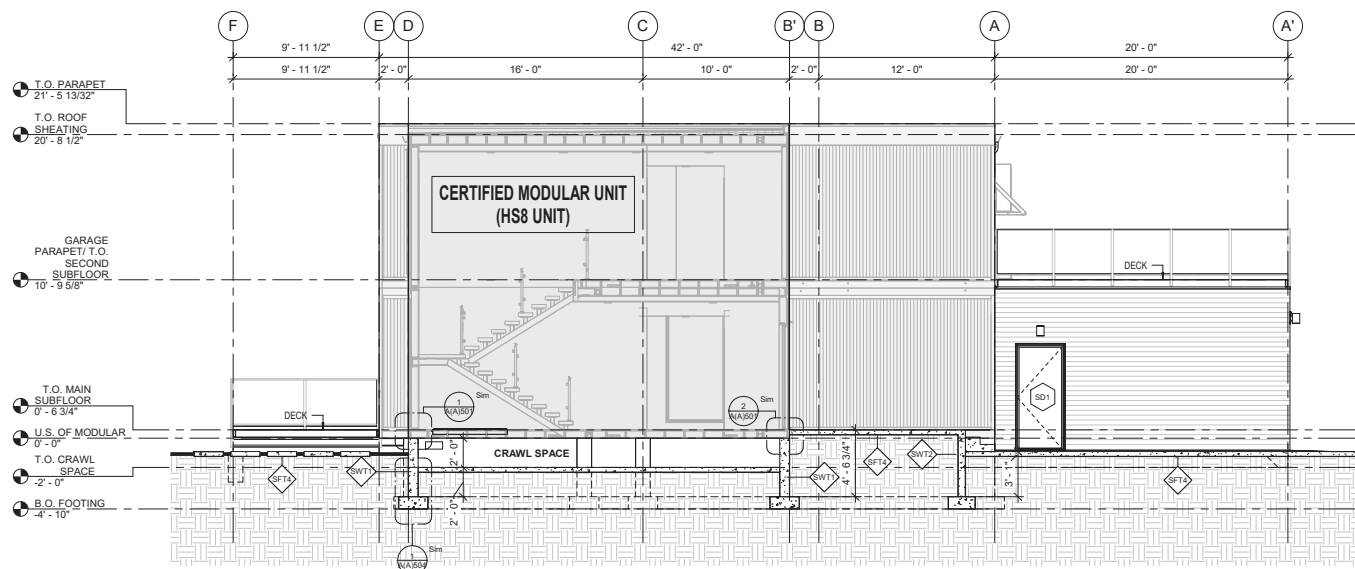 F
E
D
C
B'
B
A
A'
9' - 11 1/2"
42' - 0"
20' - 0"
9' - 11 1/2"
2' - 0"
16' - 0"
10' - 0"
2' - 0"
12' - 0"
20' - 0"
T.O. PARAPET
21' - 5 13/32"
T.O. ROOF
SHEATING
20' - 8 1/2"
CERTIFIED MODULAR UNIT
(HS8 UNIT)
GARAGE
PARAPET/ T.O.
SECOND
SUBFLOOR
10' - 9 5/8"
DECK
T.O. MAIN
SUBFLOOR
0' - 6 3/4"
DECK
1
A(A)501
Sim
2
A(A)501
Sim
SD1
U.S. OF MODULAR
0' - 0"
T.O. CRAWL
SPACE
-2' - 0"
B.O. FOOTING
-4' - 10"
SFT4
SWT1
2' - 0"
2' - 0"
CRAWL SPACE
SWT1
4' - 6 3/4"
SFT4
SWT2
3' - 0"
SFT4
1
A(A)504
Sim